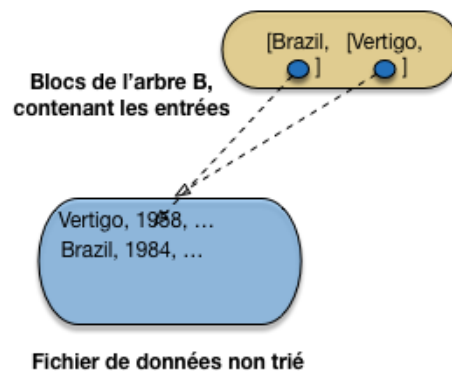 [Brazil, [Vertigo,
] ]
Blocs de l'arbre B,
contenant les entrées
Vertigo, 1958, ...
Brazil, 1984, ...
Fichier de données non trié